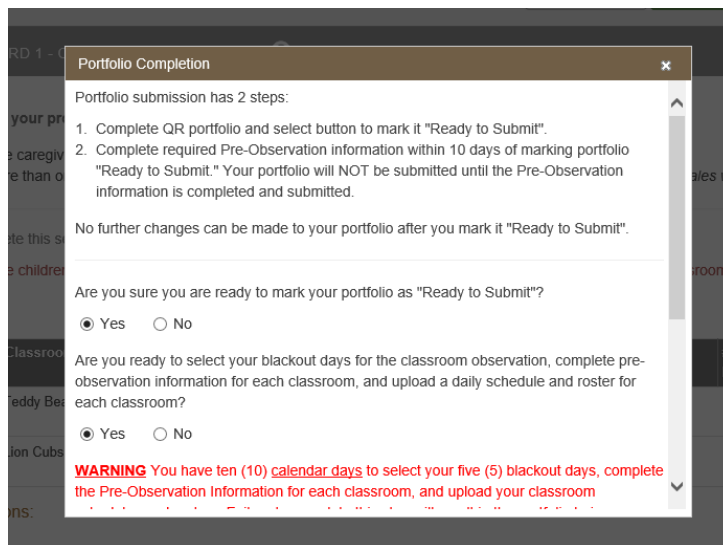 RD 1 - C
Portfolio Completion
×
Portfolio submission has 2 steps:
your pre
1. Complete QR portfolio and select button to mark it "Ready to Submit".
2. Complete required Pre-Observation information within 10 days of marking portfolio
"Ready to Submit." Your portfolio will NOT be submitted until the Pre-Observation
information is completed and submitted.
e caregiv
re than o
ales
No further changes can be made to your portfolio after you mark it "Ready to Submit".
ete this s
e children
sroom
Are you sure you are ready to mark your portfolio as "Ready to Submit"?
Yes No
Classroo
Are you ready to select your blackout days for the classroom observation, complete pre-
observation information for each classroom, and upload a daily schedule and roster for
each classroom?
Teddy Bea
Yes No
Lion Cubs
WARNING You have ten (10) calendar days to select your five (5) blackout days, complete
the Pre-Observation Information for each classroom, and upload your classroom
ons: